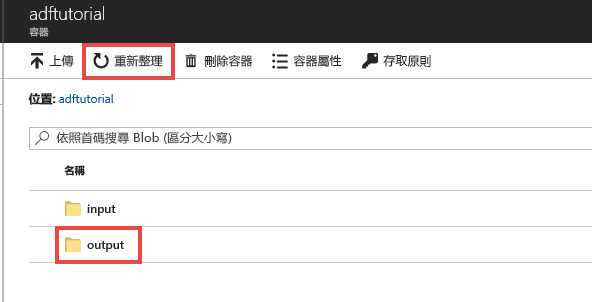 adftutorial
容器
上傳 重新整理 刪除容器 容器屬性 存取原則
位置: adftutorial
依照首碼搜尋 Blob (區分大小寫)
名稱
input
output